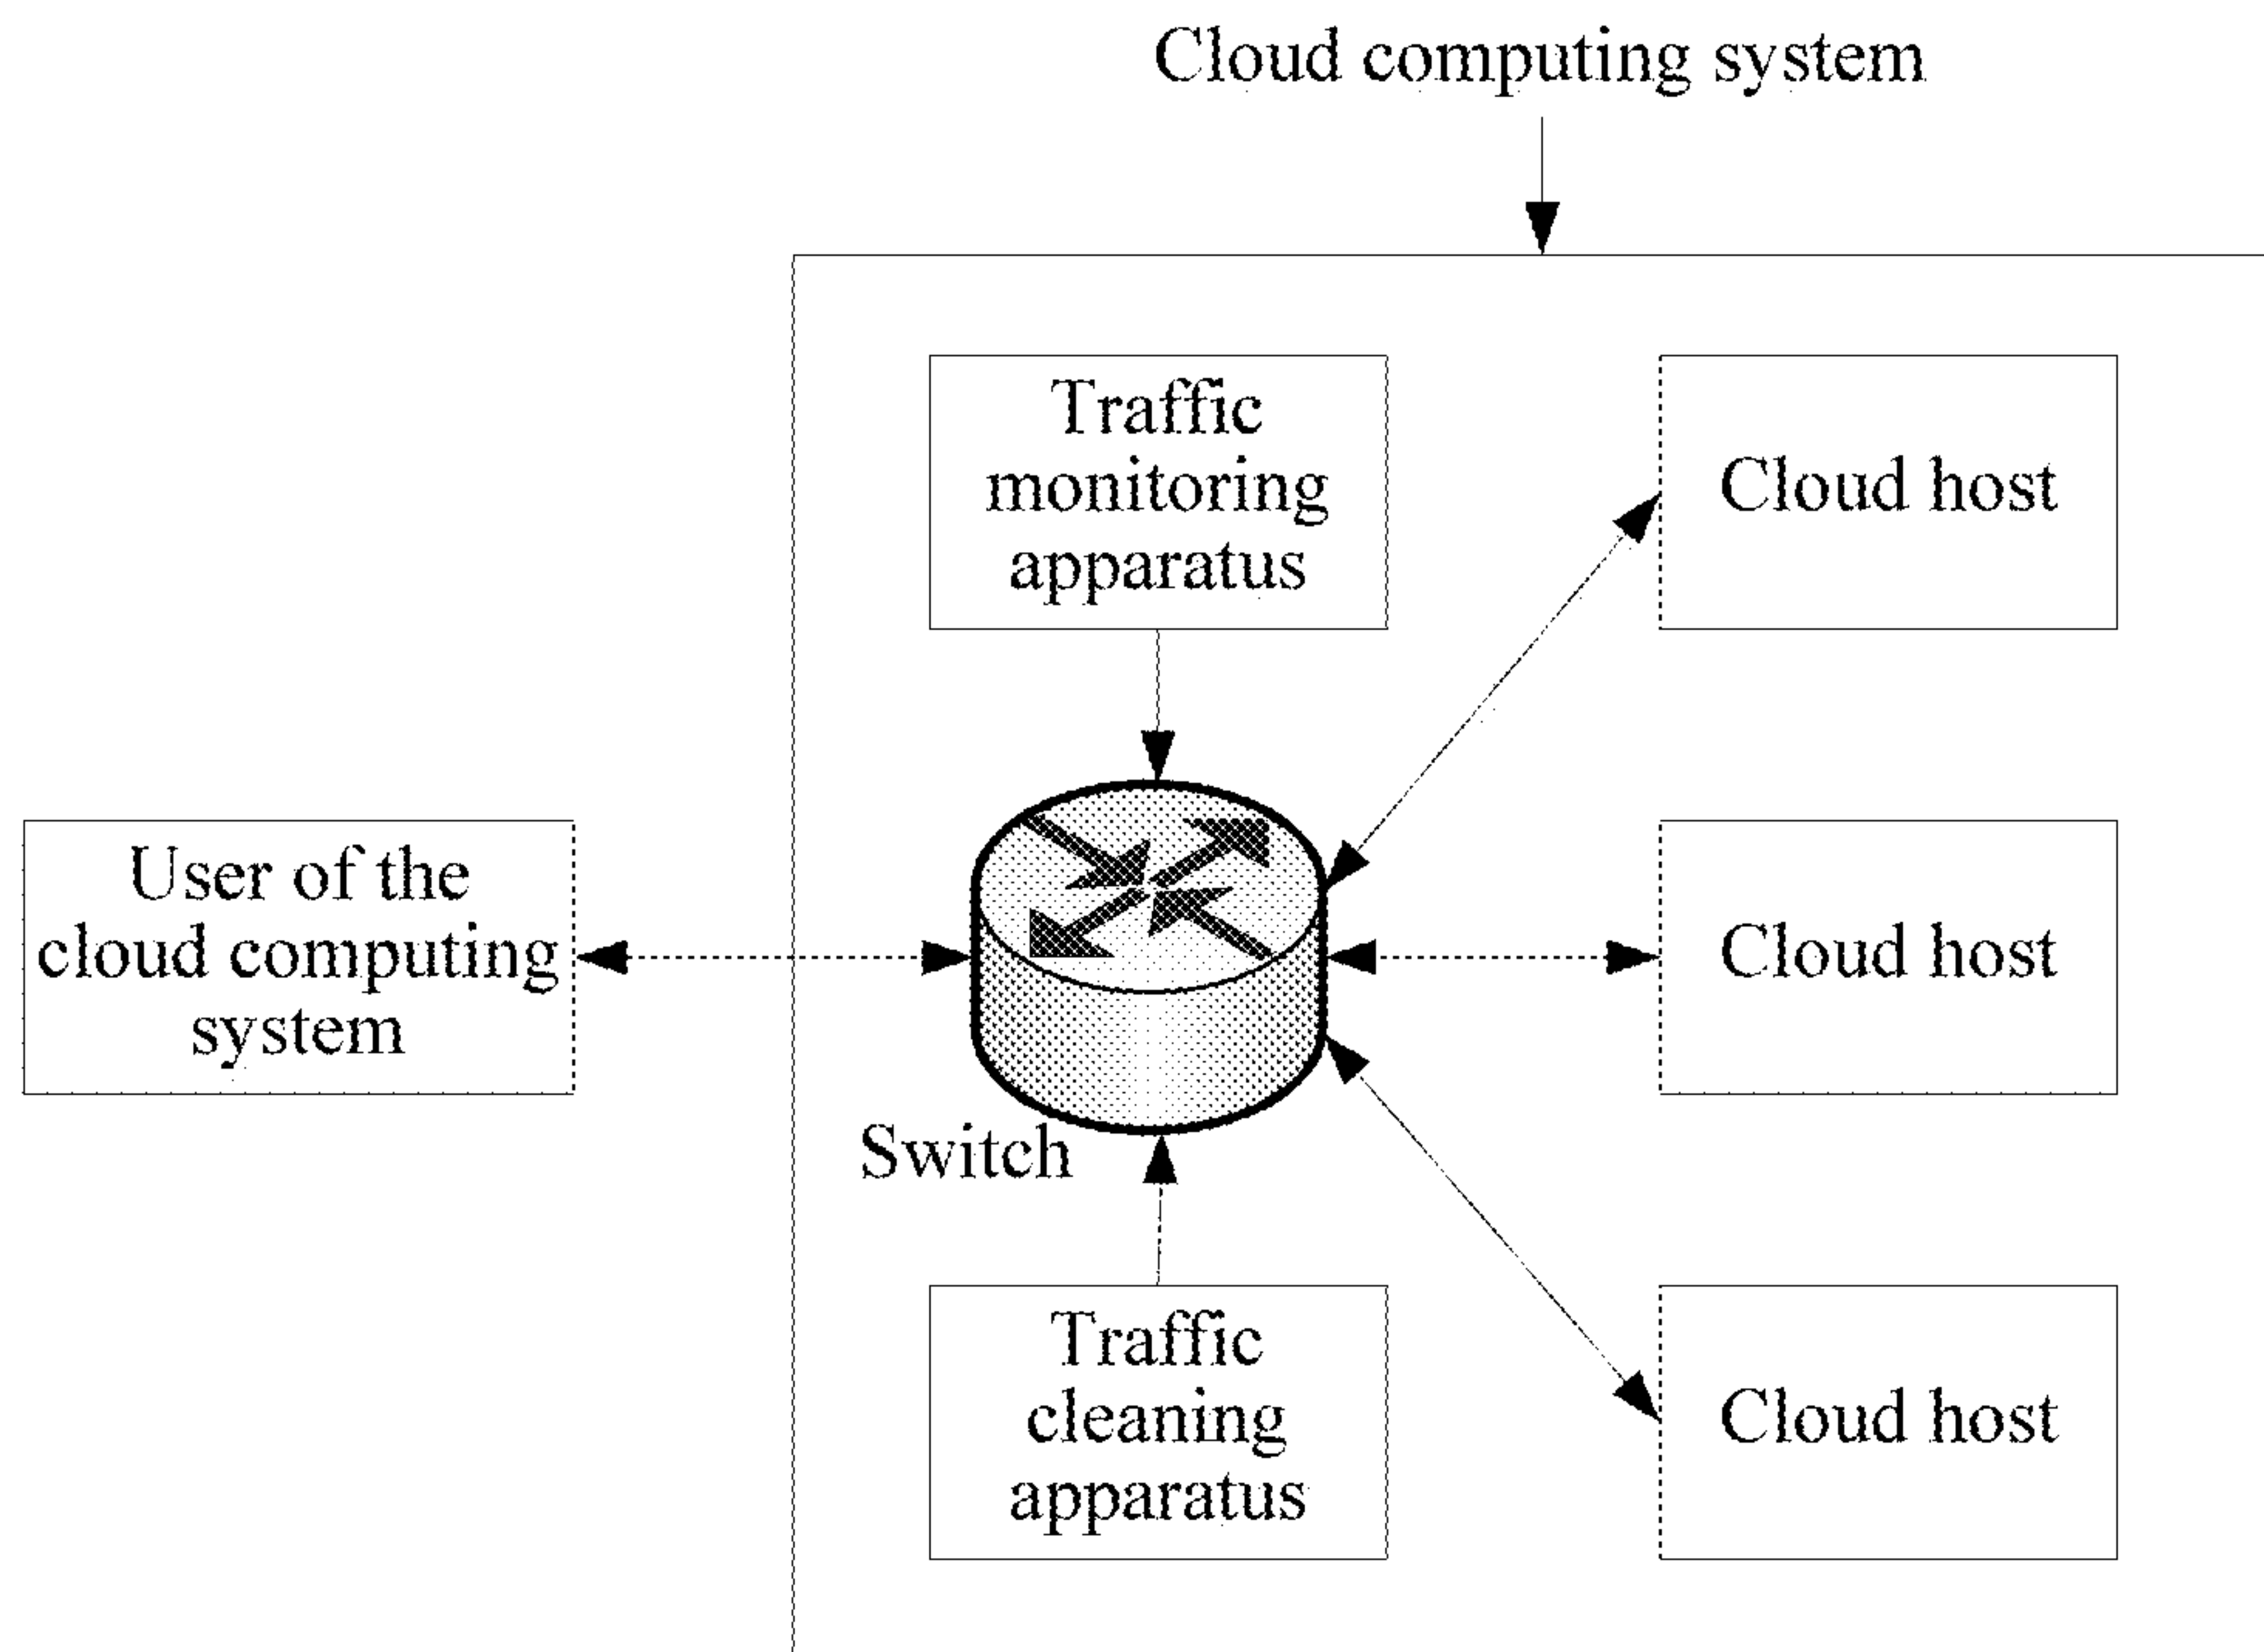 Cloud computing system
Traffic
monitoring
apparatus
Cloud host
User of the
cloud computing
system
Cloud host
Switch
Traffic
cleaning
apparatus
Cloud host